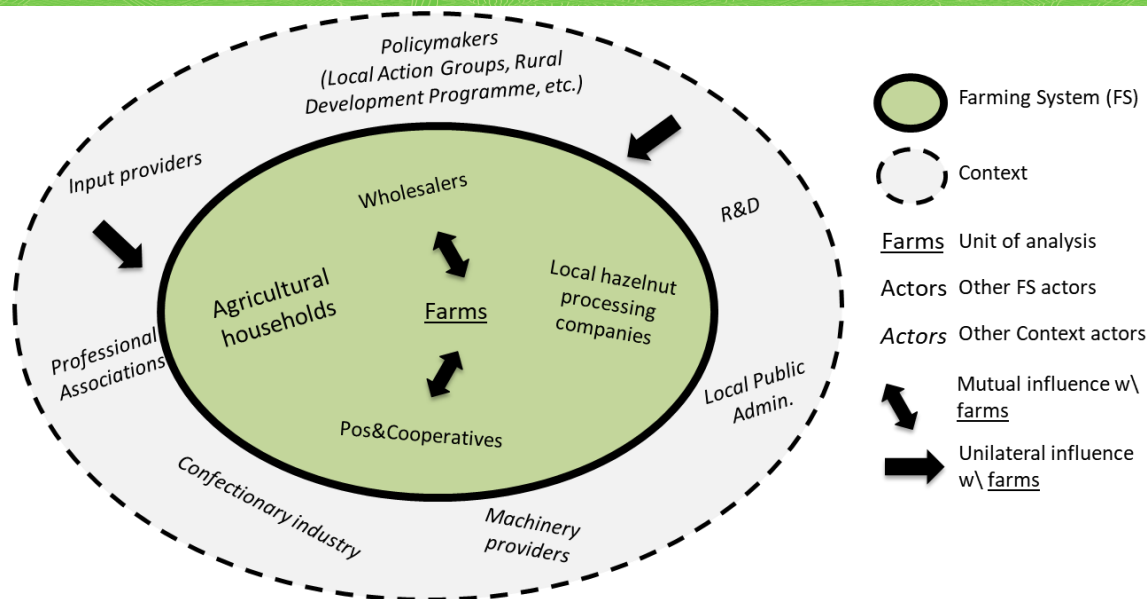 Policymakers
(Local Action Groups, Rural
Development Programme, etc.)
Input providers
R&D
Wholesalers
Agricultural
households
Farms
Local hazelnut
processing
companies
Professional
Associations
Local Public
Admin.
Pos&Cooperatives
Confectionary industry
Machinery
providers
Farming System (FS)
Context
Farms Unit of analysis
Actors Other FS actors
Actors Other Context actors
Mutual influence w\
farms
Unilateral influence
w\ farms